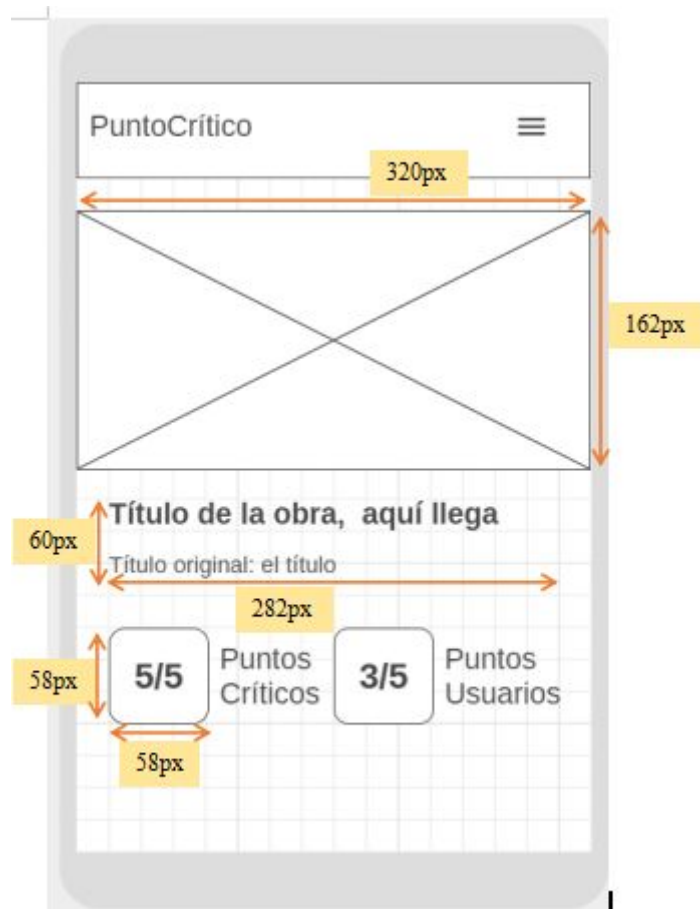 PuntoCrítico
320px
162px
Título de la obra, aquí llega
60px
Título original: el título
282px
58px
5/5
Puntos
Críticos
3/5
Puntos
Usuarios
58px